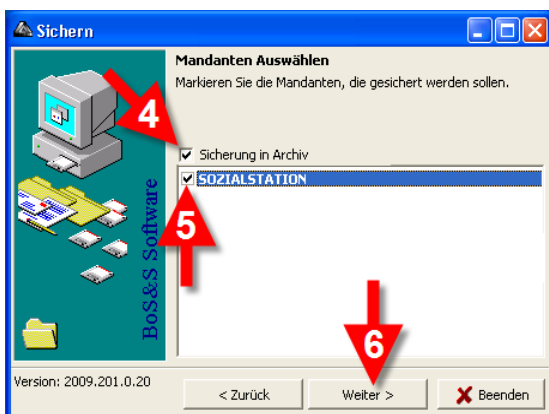 Sichern
Mandanten Auswählen
Markieren Sie die Mandanten, die gesichert werden sollen.
4
Sicherung in Archiv
SOZIALSTATION
5
BoS&S Software
6
Version: 2009.201.0.20
< Zurück
Weiter >
Beenden